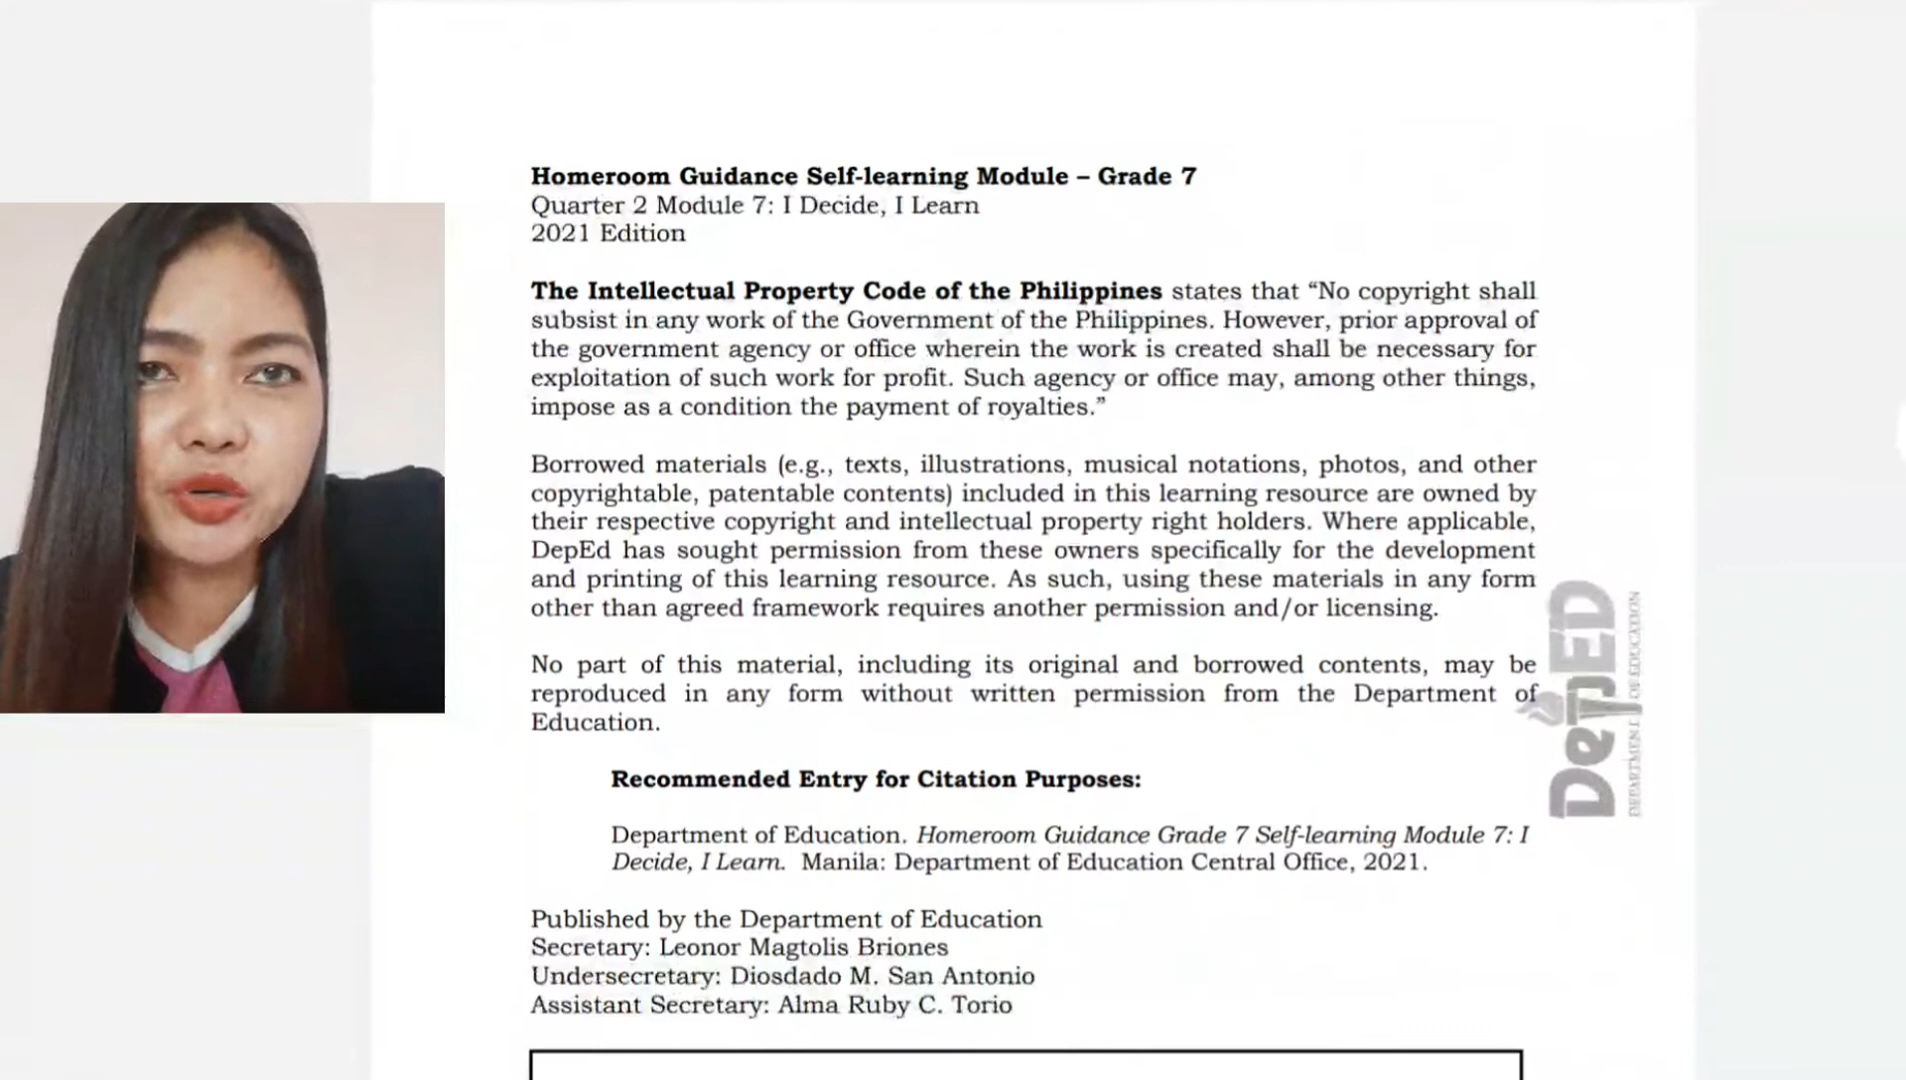 Homeroom Guidance Self-learning Module – Grade 7
Quarter 2 Module 7: I Decide, I Learn
2021 Edition
The Intellectual Property Code of the Philippines states that “No copyright shall
subsist in any work of the Government of the Philippines. However, prior approval of
the government agency or office wherein the work is created shall be necessary for
exploitation of such work for profit. Such agency or office may, among other things,
impose as a condition the payment of royalties.”
Borrowed materials (e.g., texts, illustrations, musical notations, photos, and other
copyrightable, patentable contents) included in this learning resource are owned by
their respective copyright and intellectual property right holders. Where applicable,
DepEd has sought permission from these owners specifically for the development
and printing of this learning resource. As such, using these materials in any form
other than agreed framework requires another permission and/or licensing.
No part of this material, including its original and borrowed contents, may be
reproduced in any form without written permission from the Department of
Education.
Recommended Entry for Citation Purposes:
Department of Education. Homeroom Guidance Grade 7 Self-learning Module 7: I
Decide, I Learn. Manila: Department of Education Central Office, 2021.
Published by the Department of Education
Secretary: Leonor Magtolis Briones
Undersecretary: Diosdado M. San Antonio
Assistant Secretary: Alma Ruby C. Torio
DepED
DEPARTMENT OF EDUCATION